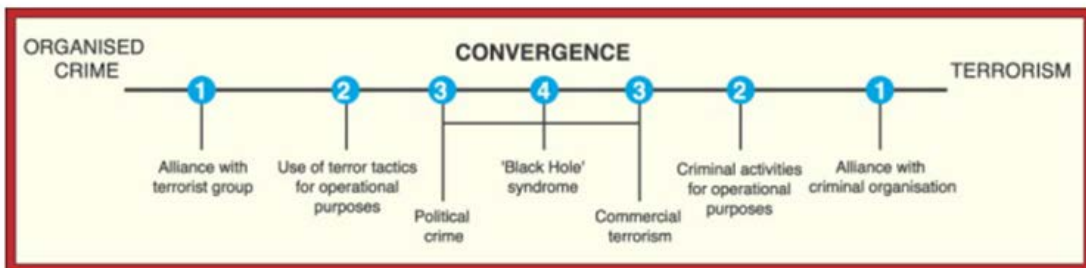 ORGANISED
CRIME
CONVERGENCE
TERRORISM
1
2
3
4
3
2
1
Alliance with
terrorist group
Use of terror tactics
for operational
purposes
Political
crime
'Black Hole'
syndrome
Commercial
terrorism
Criminal activities
for operational
purposes
Alliance with
criminal organisation